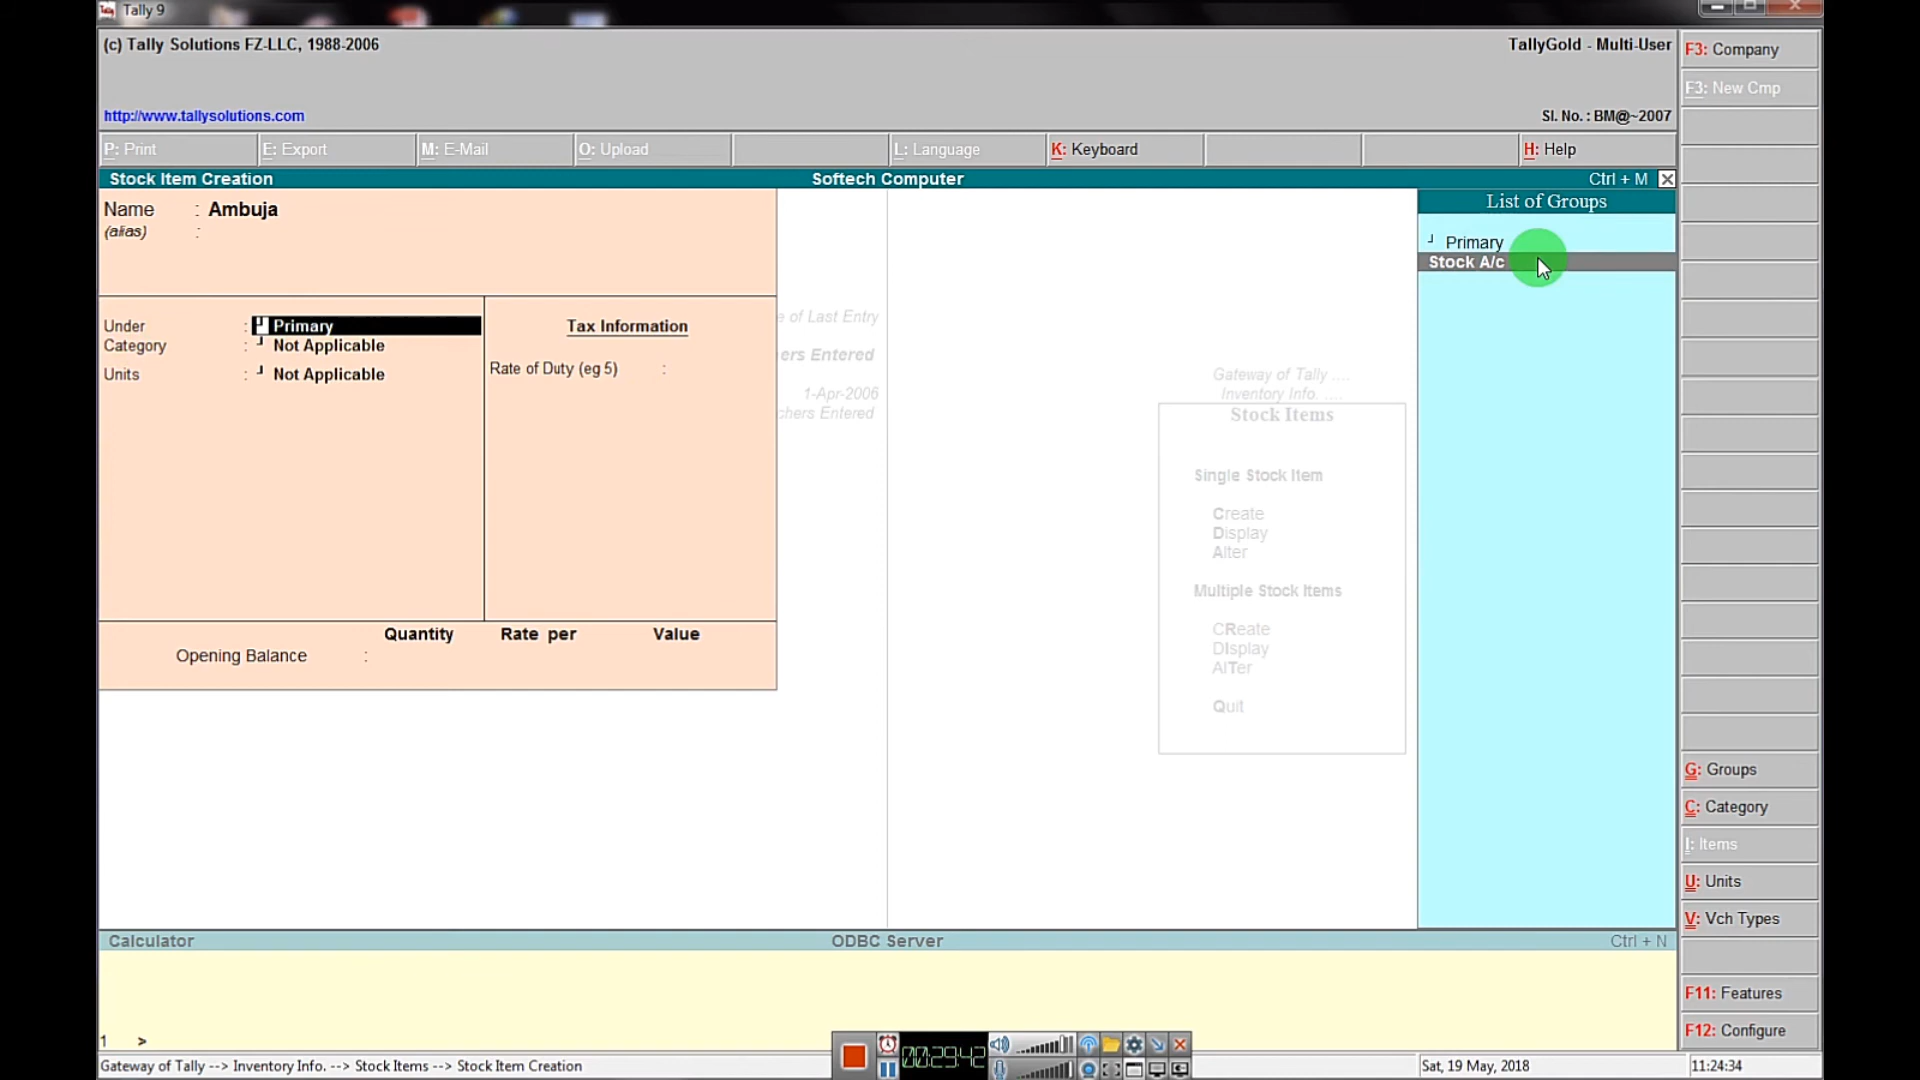 Tally 9
(c) Tally Solutions FZ-LLC, 1988-2006
TallyGold - Multi-User
http://www.tallysolutions.com
Sl. No. : BM@~2007
P: Print
E: Export
M: E-Mail
O: Upload
L: Language
K: Keyboard
H: Help
Stock Item Creation
Softech Computer
Ctrl + M
Name : Ambuja
(alias) :
Under : Primary
Category : Not Applicable
Units : Not Applicable
Tax Information
Rate of Duty (eg 5) :
Quantity Rate per Value
Opening Balance :
e of Last Entry
ers Entered
1-Apr-2006
chers Entered
Gateway of Tally ....
Inventory Info. ....
Stock Items
Single Stock Item
Create
Display
Alter
Multiple Stock Items
CReate
DIsplay
AlTer
Quit
List of Groups
Primary
Stock A/c
F3: Company
F3: New Cmp
G: Groups
C: Category
I: Items
U: Units
V: Vch Types
F11: Features
F12: Configure
Calculator
ODBC Server
Ctrl + N
1 >
Gateway of Tally --> Inventory Info. --> Stock Items --> Stock Item Creation
00:29:42
Sat, 19 May, 2018
11:24:34